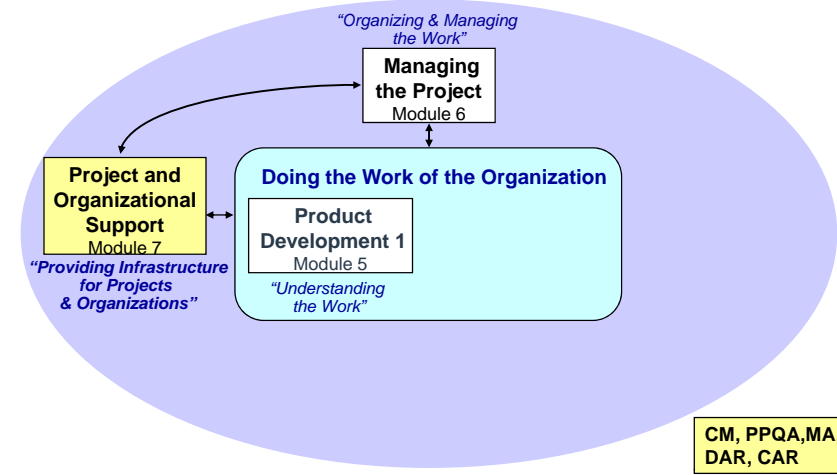 “Organizing & Managing
the Work”
Managing
the Project
Module 6
Project and
Organizational
Support
Module 7
“Providing Infrastructure
for Projects
& Organizations”
Doing the Work of the Organization
Product
Development 1
Module 5
“Understanding
the Work”
CM, PPQA,MA
DAR, CAR